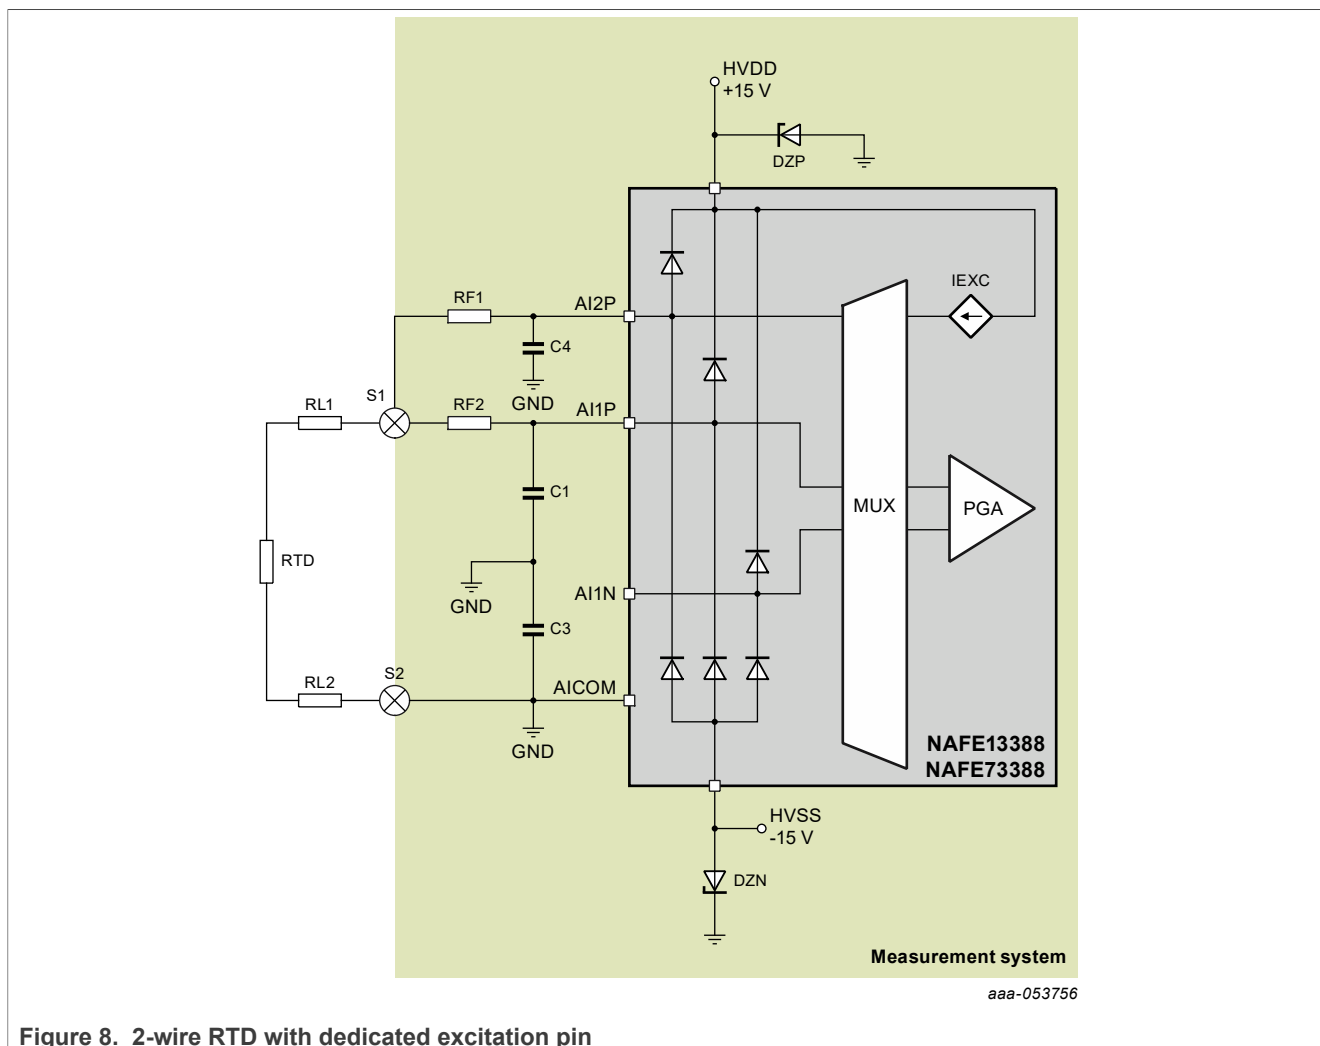 HVDD
+15 V
DZP
IEXC
RF1
AI2P
C4
GND
S1
RL1
RF2
AI1P
C1
MUX
PGA
RTD
AI1N
GND
C3
S2
RL2
AICOM
GND
NAFE13388
NAFE73388
HVSS
-15 V
DZN
Measurement system
aaa-053756
Figure 8. 2-wire RTD with dedicated excitation pin